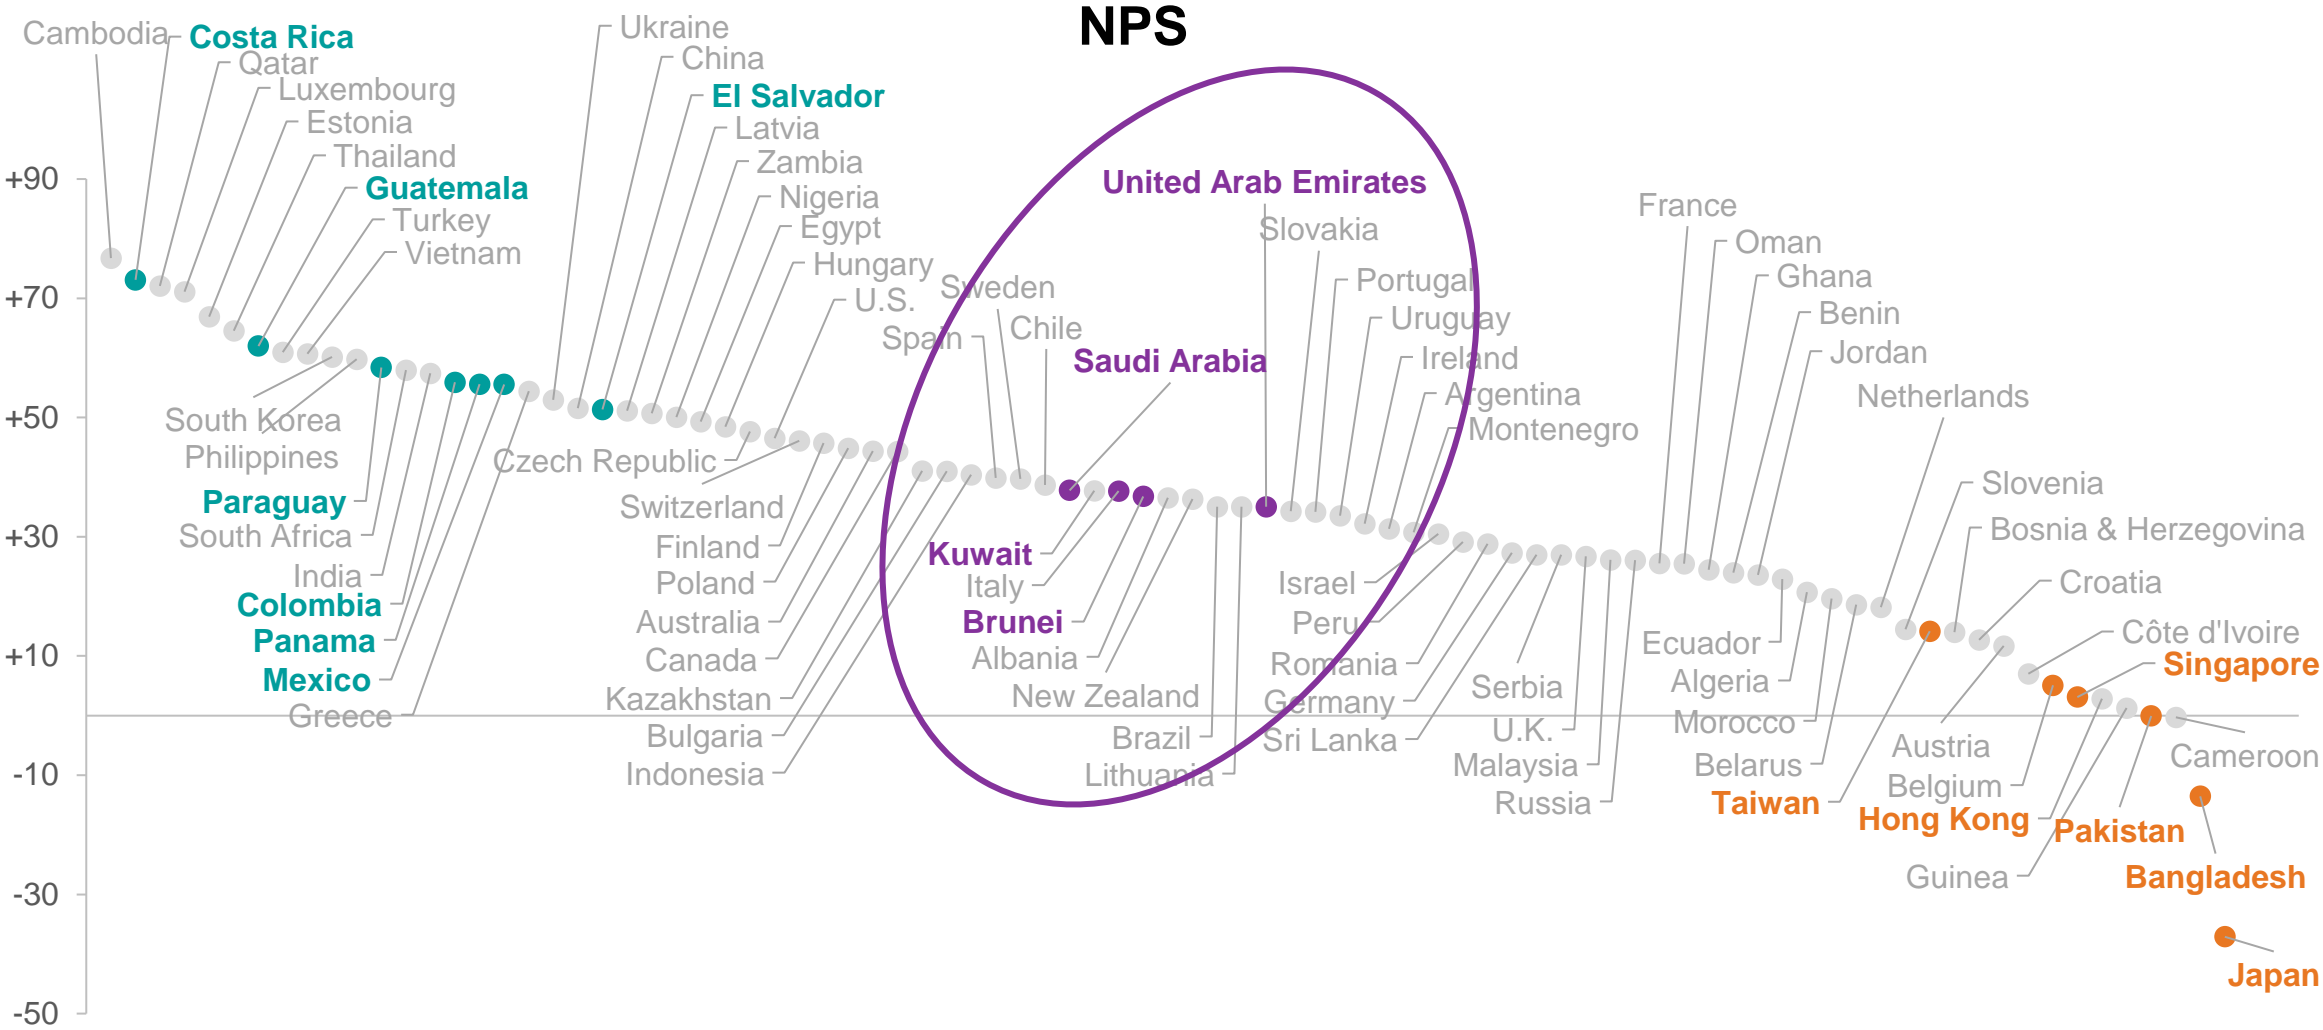 NPS
Cambodia
Costa Rica
Qatar
Luxembourg
Estonia
Thailand
Guatemala
Turkey
Vietnam
South Korea
Philippines
Paraguay
South Africa
India
Colombia
Panama
Mexico
Greece
Ukraine
China
El Salvador
Latvia
Zambia
Nigeria
Egypt
Hungary
U.S.
Czech Republic
Switzerland
Finland
Poland
Australia
Canada
Kazakhstan
Bulgaria
Indonesia
Sweden
Spain
Chile
Saudi Arabia
Kuwait
Italy
Brunei
Albania
New Zealand
Brazil
Lithuania
United Arab Emirates
Slovakia
Portugal
Uruguay
Ireland
Argentina
Montenegro
Israel
Peru
Romania
Germany
Sri Lanka
Serbia
U.K.
Malaysia
Russia
France
Oman
Ghana
Benin
Jordan
Ecuador
Algeria
Morocco
Belarus
Netherlands
Slovenia
Taiwan
Bosnia & Herzegovina
Croatia
Austria
Côte d'Ivoire
Belgium
Singapore
Hong Kong
Guinea
Pakistan
Cameroon
Bangladesh
Japan
+90
+70
+50
+30
+10
-10
-30
-50